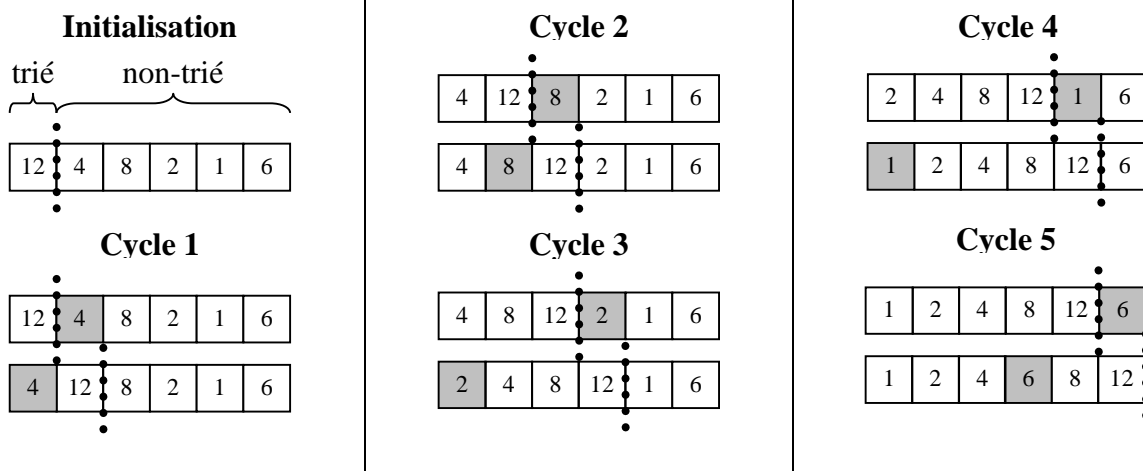 Initialisation
trié non-trié
12 4 8 2 1 6
Cycle 1
12 4 8 2 1 6
4 12 8 2 1 6
Cycle 2
4 12 8 2 1 6
4 8 12 2 1 6
Cycle 3
4 8 12 2 1 6
2 4 8 12 1 6
Cycle 4
2 4 8 12 1 6
1 2 4 8 12 6
Cycle 5
1 2 4 8 12 6
1 2 4 6 8 12